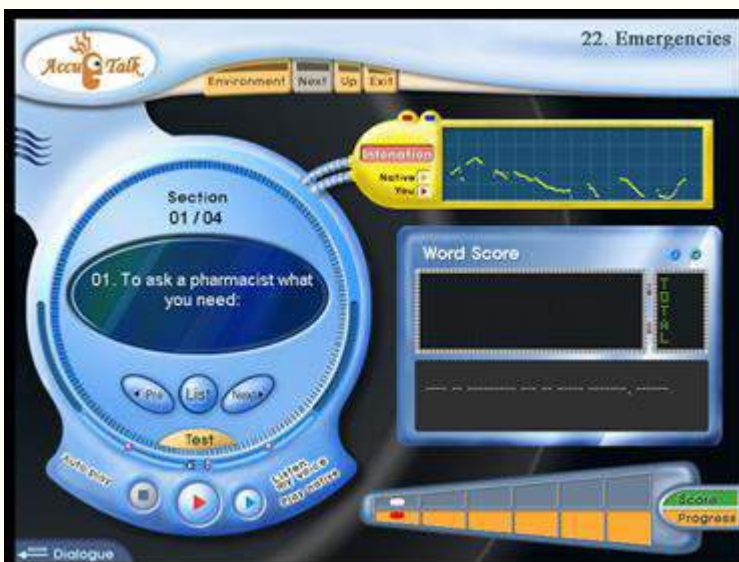 22. Emergencies
Accu Talk
Environment Next Up Exit
Intonation
Native
You
Section
01 / 04
01. To ask a pharmacist what
you need:
Word Score
TOTAL
Pre List Next
Test
Auto play
Listen
My voice
Play native
Score
Progress
Dialogue